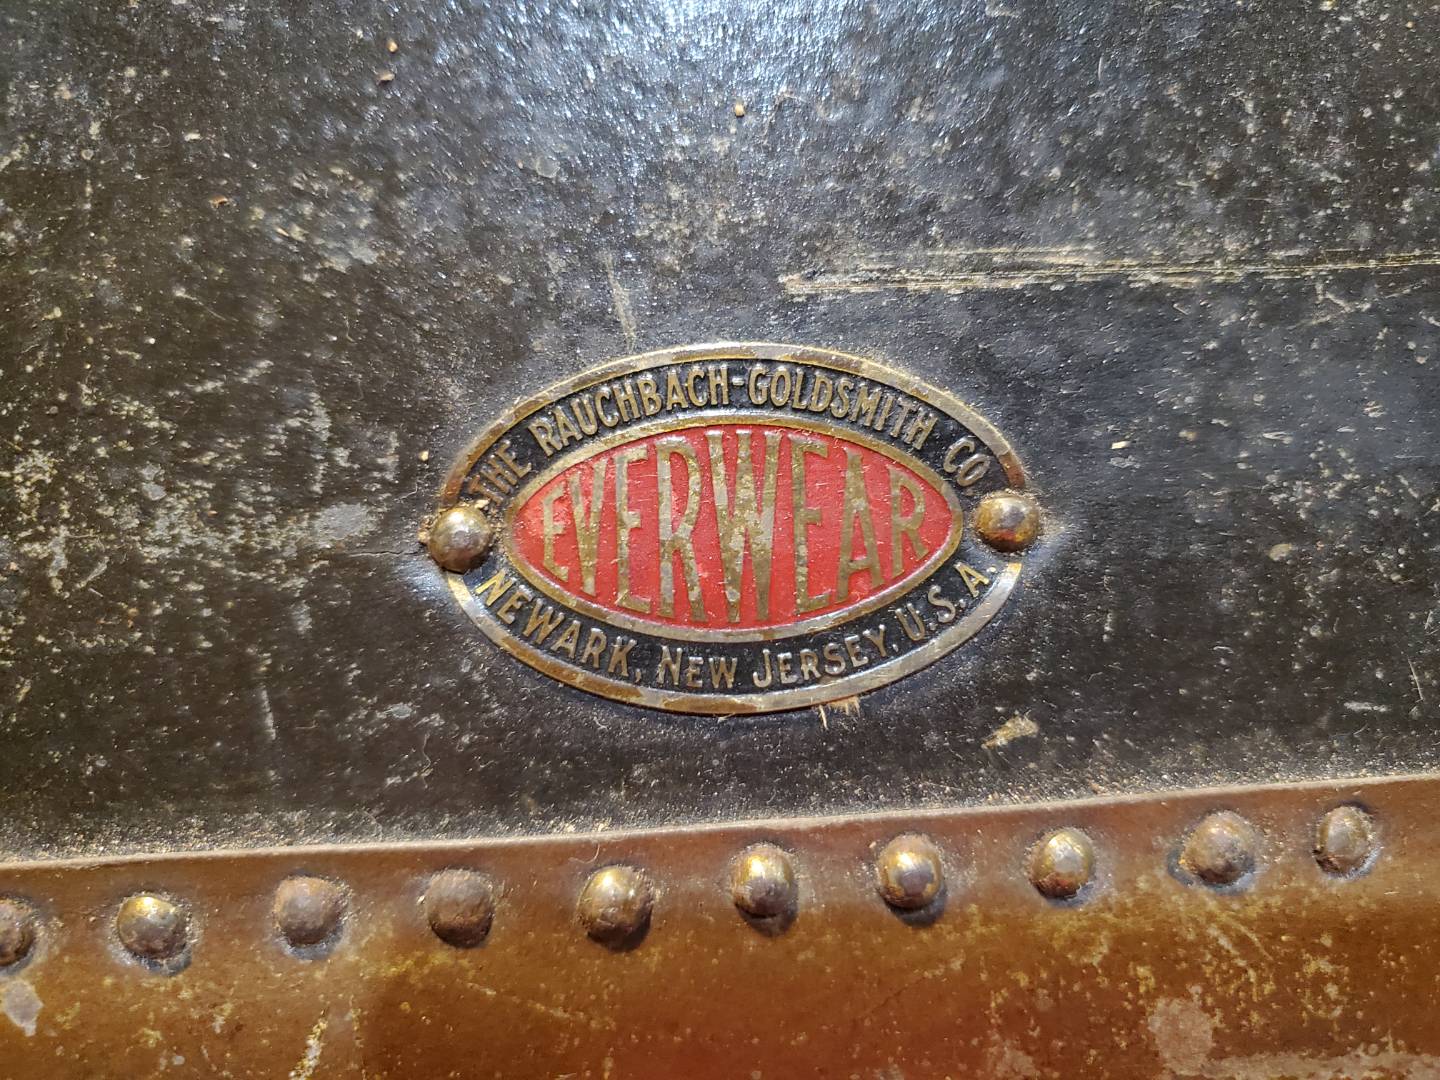 THE RAUCHBACH-GOLDSMITH CO.
EVERWEAR
NEWARK, NEW JERSEY, U.S.A.